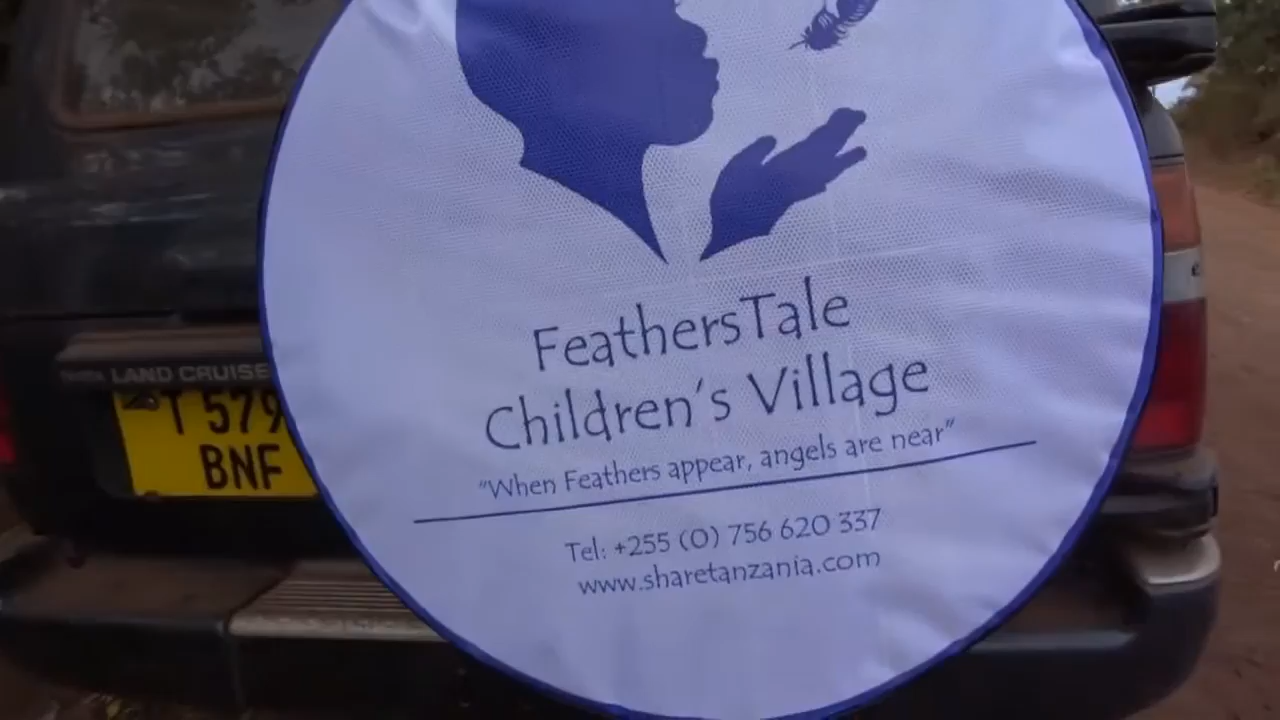 FeathersTale
Children's Village
"When Feathers appear, angels are near"
Tel: +255 (0) 756 620 337
www.sharetanzania.com
LAND CRUISE
T 579
BNF